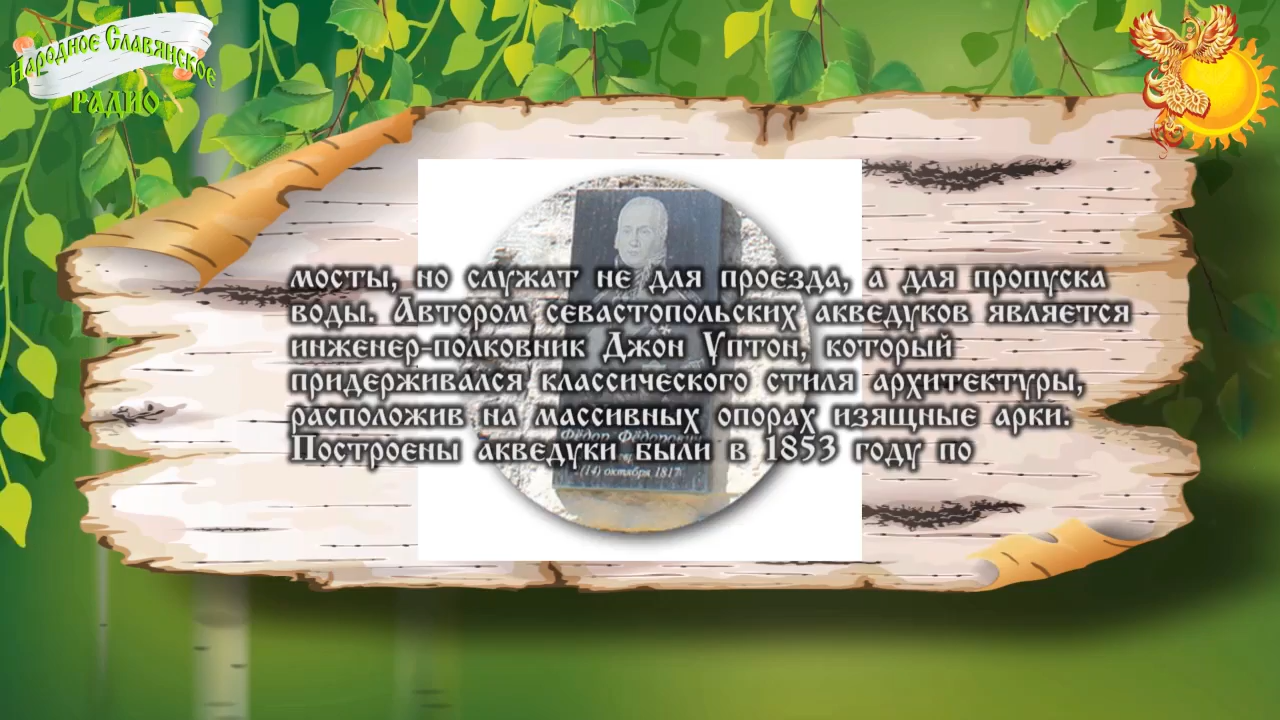 Народное Славянское
РАДИО
мосты, но служат не для проезда, а для пропуска
воды. Автором севастопольских акведуков является
инженер-полковник Джон Уптон, который
придерживался классического стиля архитектуры,
расположив на массивных опорах изящные арки.
Фёдор Фёдорович
Построены акведуки были в 1853 году по
(14) октября 1817